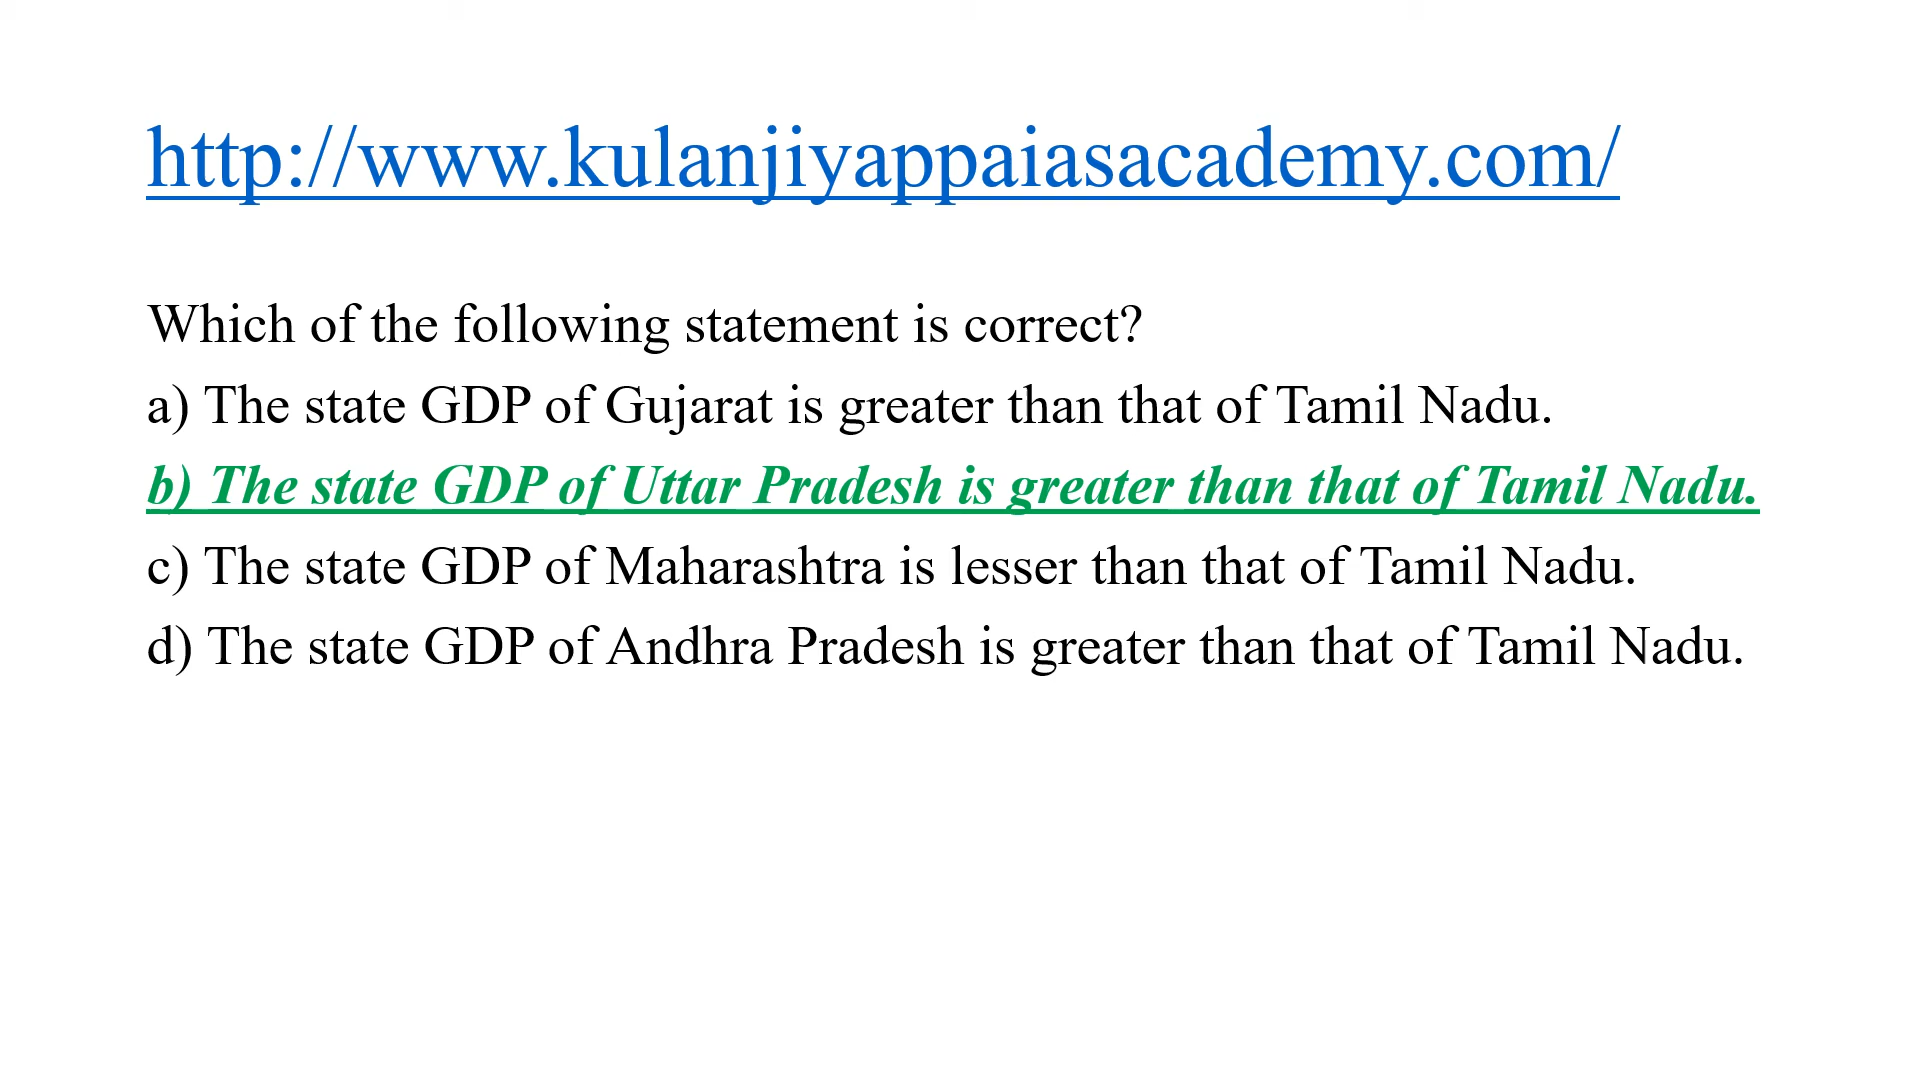 http://www.kulanjiyappaiasacademy.com/
Which of the following statement is correct?
a) The state GDP of Gujarat is greater than that of Tamil Nadu.
b) The state GDP of Uttar Pradesh is greater than that of Tamil Nadu.
c) The state GDP of Maharashtra is lesser than that of Tamil Nadu.
d) The state GDP of Andhra Pradesh is greater than that of Tamil Nadu.